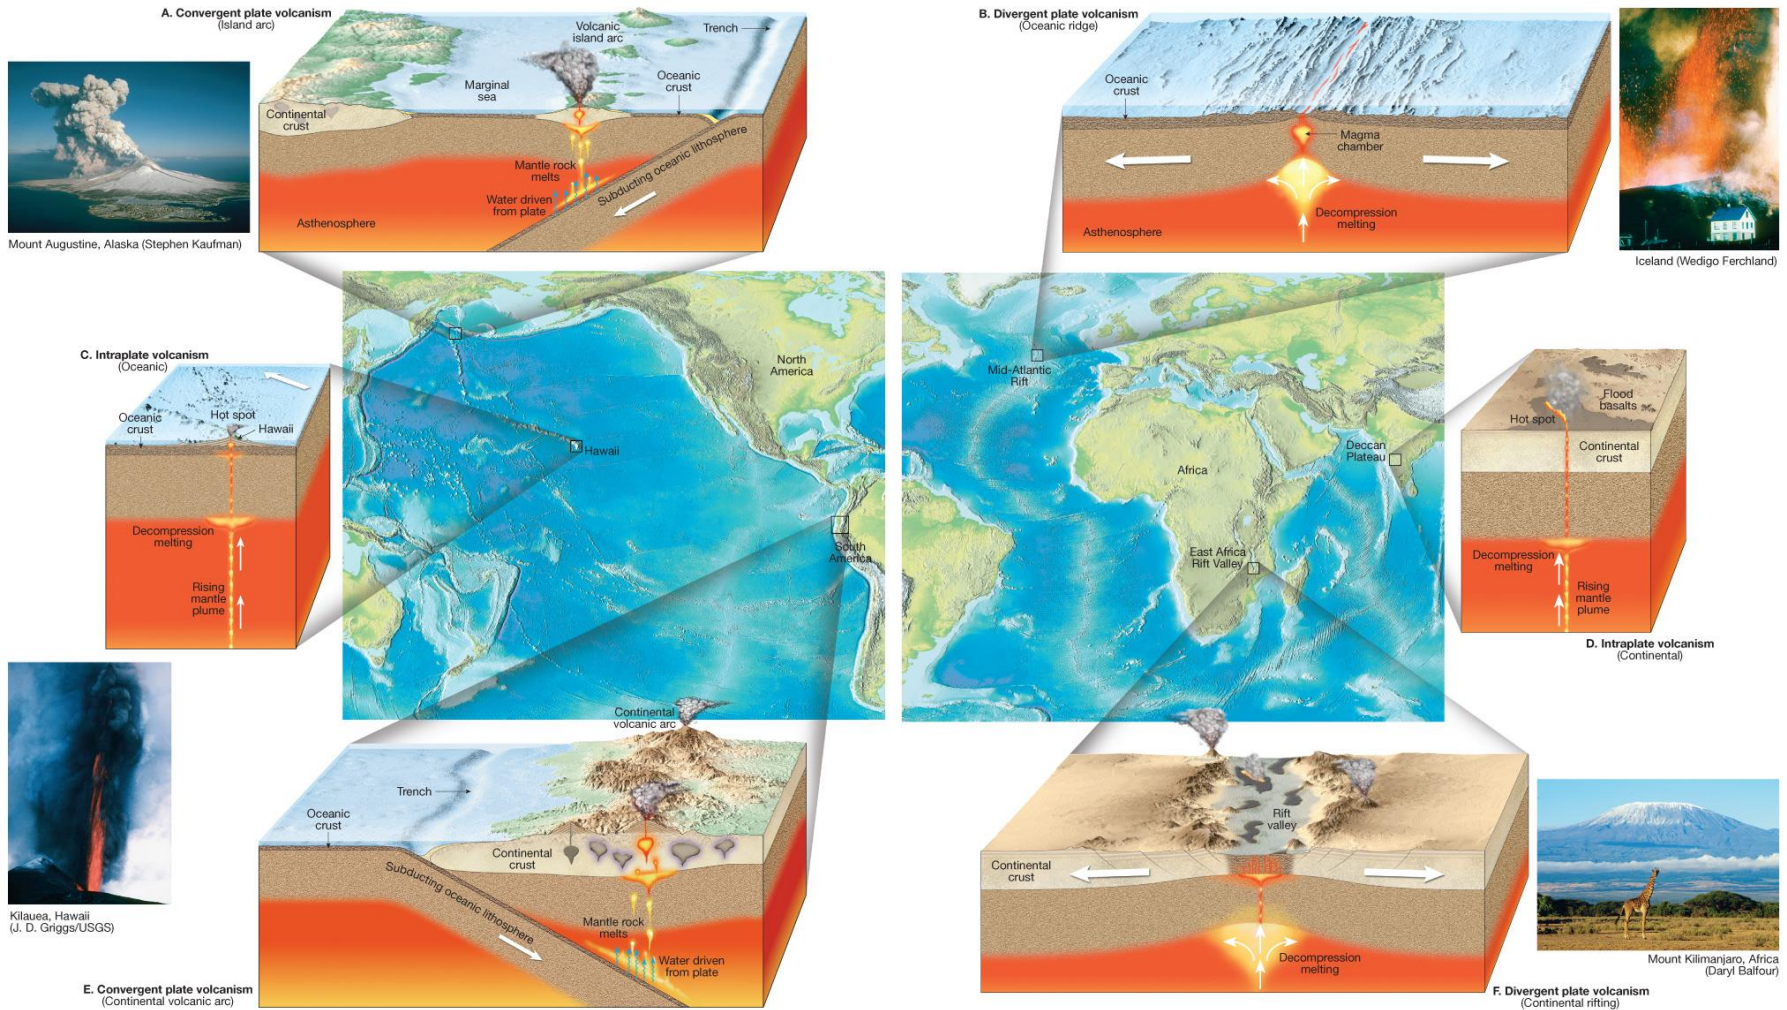 A. Convergent plate volcanism
(Island arc)
Volcanic
island arc
Trench
Marginal
sea
Oceanic
crust
Continental
crust
Mantle rock
melts
Water driven
from plate
Subducting oceanic lithosphere
Asthenosphere
Mount Augustine, Alaska (Stephen Kaufman)
B. Divergent plate volcanism
(Oceanic ridge)
Oceanic
crust
Magma
chamber
Decompression
melting
Asthenosphere
Iceland (Wedigo Ferchland)
C. Intraplate volcanism
(Oceanic)
Oceanic
crust
Hot spot
Hawaii
Decompression
melting
Rising
mantle
plume
North
America
Hawaii
South
America
Mid-Atlantic
Rift
Africa
Deccan
Plateau
East Africa
Rift Valley
Flood
basalts
Hot spot
Continental
crust
Decompression
melting
Rising
mantle
plume
D. Intraplate volcanism
(Continental)
Kilauea, Hawaii
(J. D. Griggs/USGS)
Continental
volcanic arc
Trench
Oceanic
crust
Continental
crust
Subducting oceanic lithosphere
Mantle rock
melts
Water driven
from plate
E. Convergent plate volcanism
(Continental volcanic arc)
Rift
valley
Continental
crust
Decompression
melting
Mount Kilimanjaro, Africa
(Daryl Balfour)
F. Divergent plate volcanism
(Continental rifting)